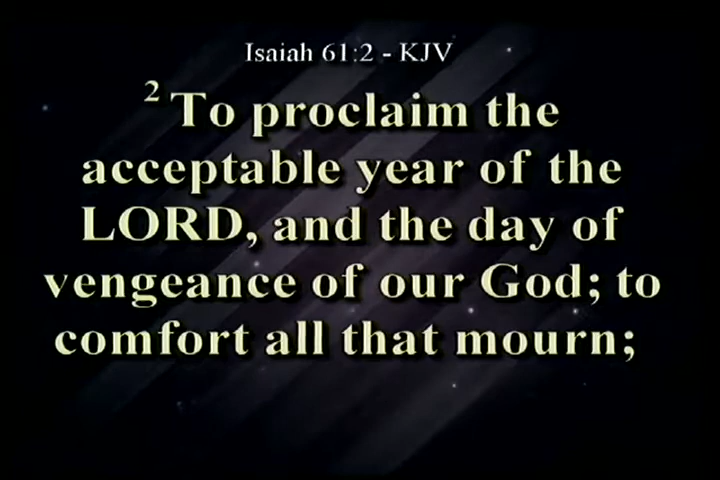 Isaiah 61:2 - KJV
2 To proclaim the
acceptable year of the
LORD, and the day of
vengeance of our God; to
comfort all that mourn;